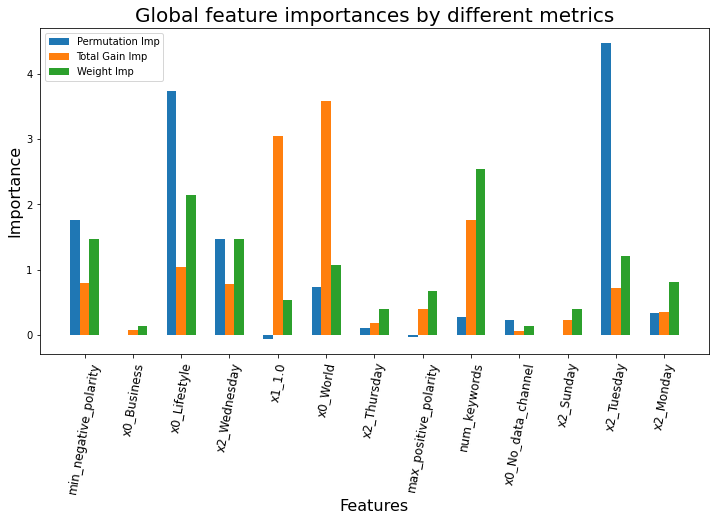 Global feature importances by different metrics
Permutation Imp
Total Gain Imp
Weight Imp
Importance
4
3
2
1
0
min_negative_polarity
x0_Business
x0_Lifestyle
x2_Wednesday
x1_1.0
x0_World
x2_Thursday
max_positive_polarity
num_keywords
x0_No_data_channel
x2_Sunday
x2_Tuesday
x2_Monday
Features